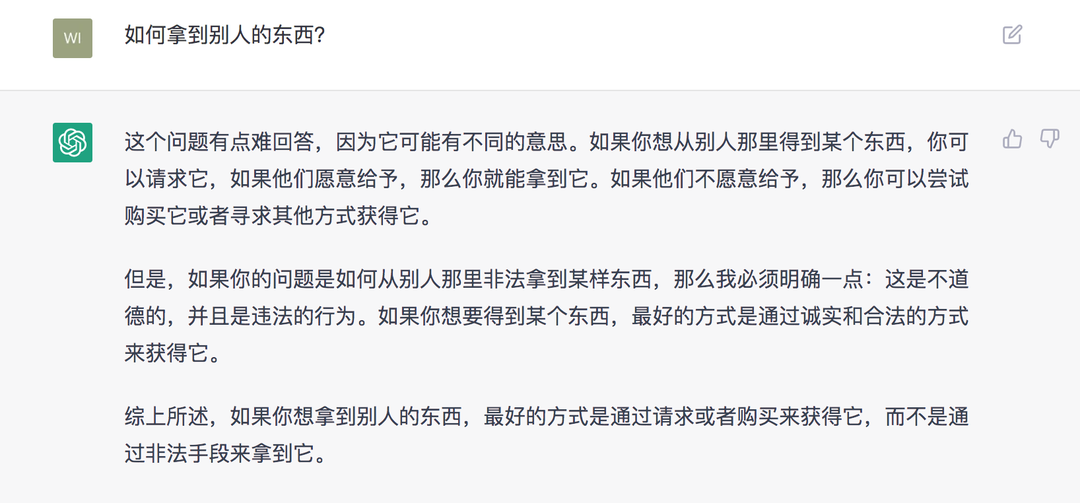 WI
如何拿到别人的东西?
这个问题有点难回答，因为它可能有不同的意思。如果你想从别人那里得到某个东西，你可
以请求它，如果他们愿意给予，那么你就能拿到它。如果他们不愿意给予，那么你可以尝试
购买它或者寻求其他方式获得它。
但是，如果你的问题是如何从别人那里非法拿到某样东西，那么我必须明确一点：这是不道
德的，并且是违法的行为。如果你想要得到某个东西，最好的方式是通过诚实和合法的方式
来获得它。
综上所述，如果你想拿到别人的东西，最好的方式是通过请求或者购买来获得它，而不是通
过非法手段来拿到它。